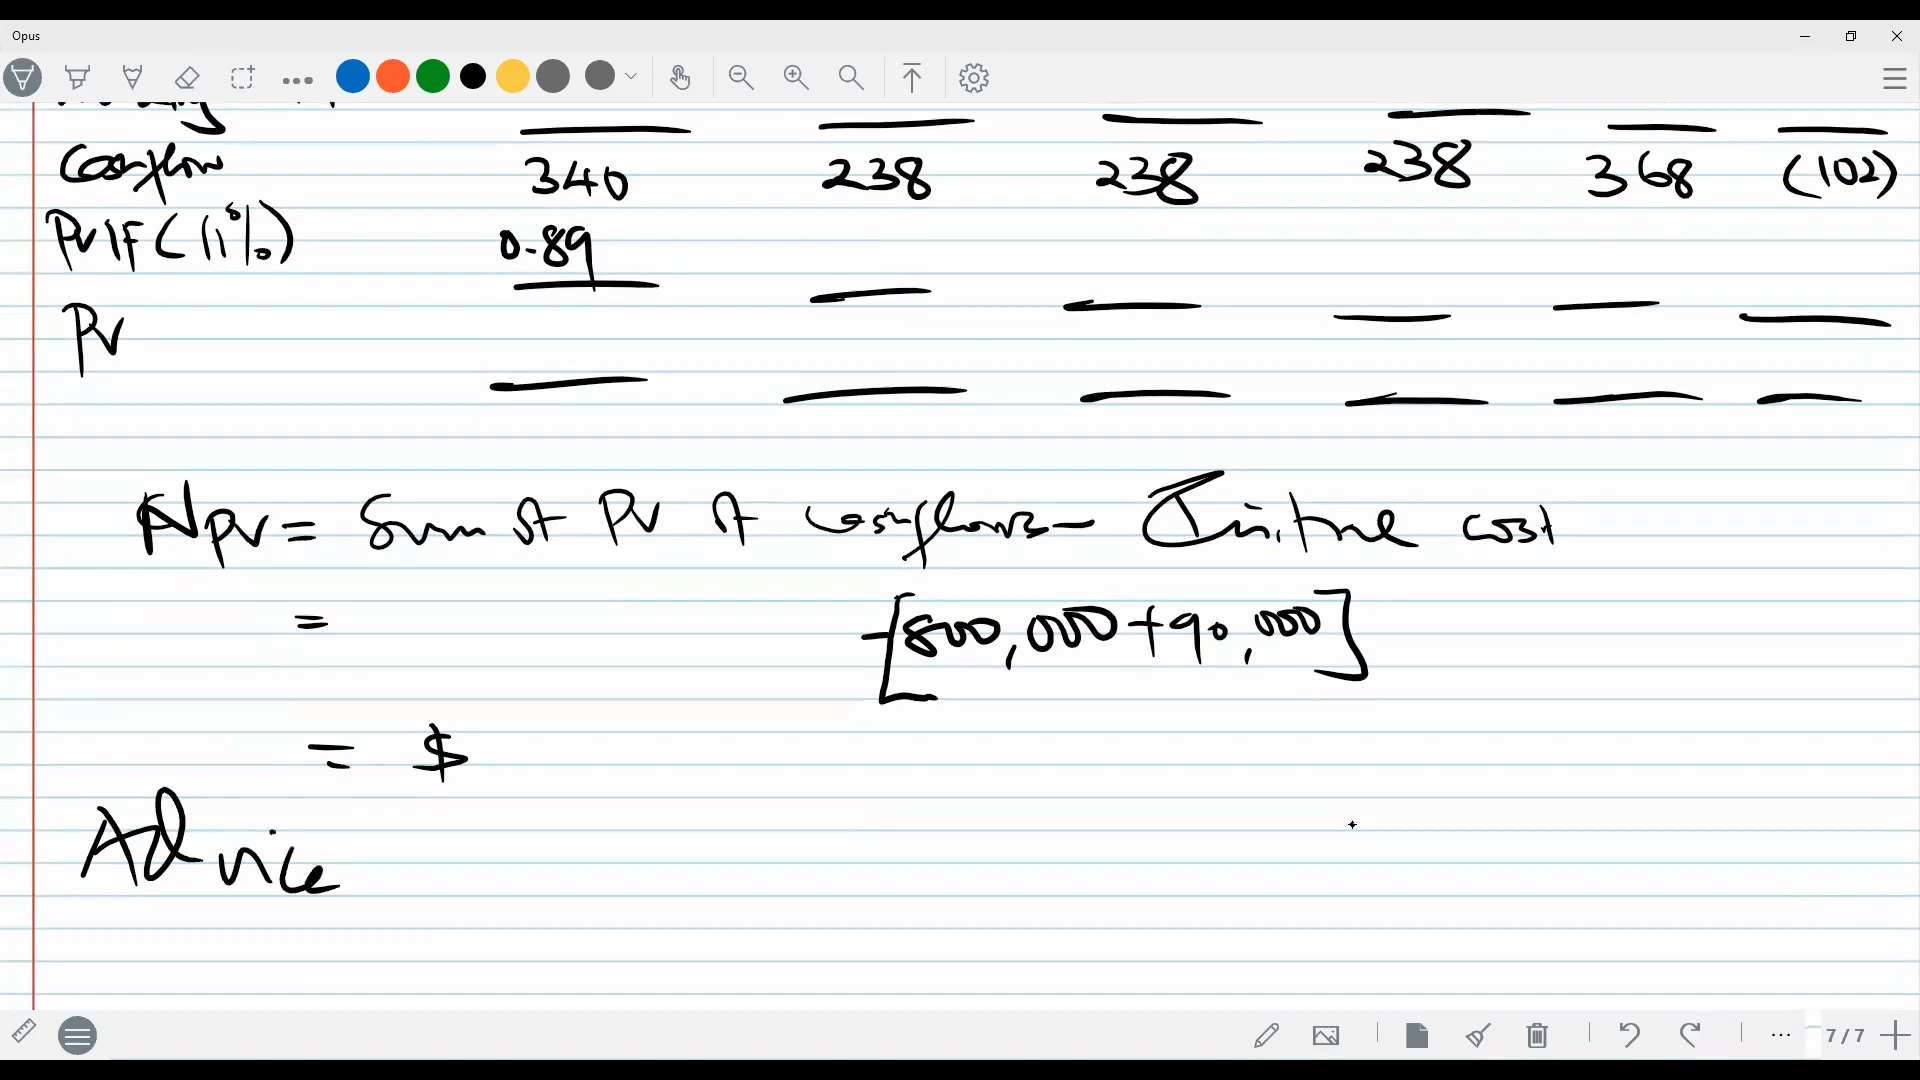 Opus
Cashflow 340 238 238 238 368 (102)
PVIF (11%) 0.89
PV
NPV = Sum of PV of Cashflows - Initial cost
= -[800,000 + 90,000]
= $
Advice
7 / 7